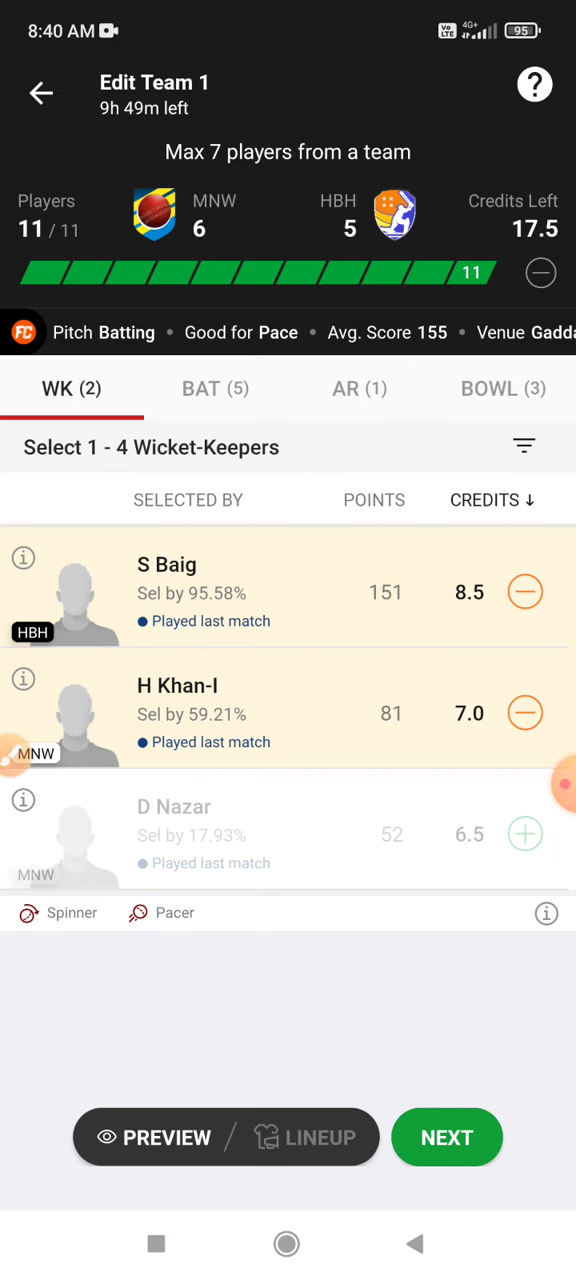 8:40 AM
Vo LTE 4G+ 95
Edit Team 1
9h 49m left
?
Max 7 players from a team
Players MNW HBH Credits Left
11 / 11 6 5 17.5
11
FC Pitch Batting • Good for Pace • Avg. Score 155 • Venue Gadda
WK (2) BAT (5) AR (1) BOWL (3)
Select 1 - 4 Wicket-Keepers
SELECTED BY POINTS CREDITS ↓
S Baig
Sel by 95.58% 151 8.5
Played last match
HBH
H Khan-I
Sel by 59.21% 81 7.0
Played last match
MNW
D Nazar
Sel by 17.93% 52 6.5
Played last match
MNW
Spinner Pacer
PREVIEW / LINEUP NEXT